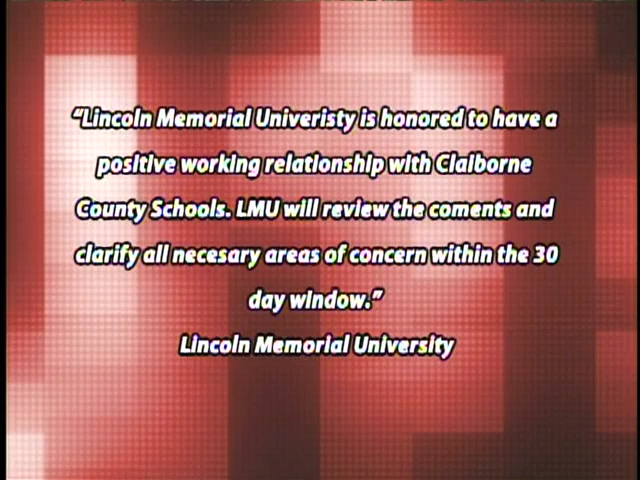 "Lincoln Memorial Univeristy is honored to have a
positive working relationship with Claiborne
County Schools. LMU will review the coments and
clarify all necesary areas of concern within the 30
day window."
Lincoln Memorial University